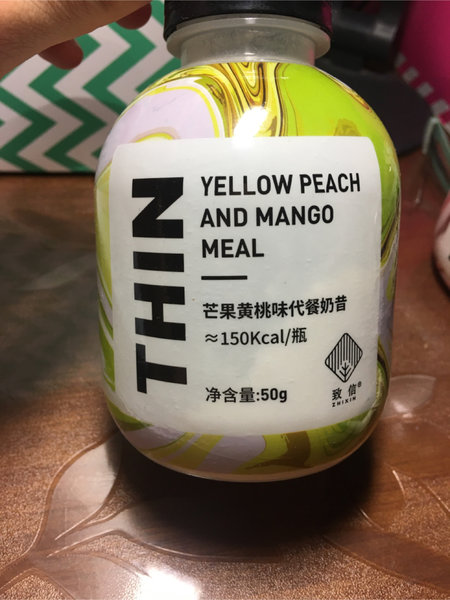 THIN
YELLOW PEACH
AND MANGO
MEAL
芒果黄桃味代餐奶昔
≈150Kcal/瓶
净含量:50g
致信®
ZHIXIN